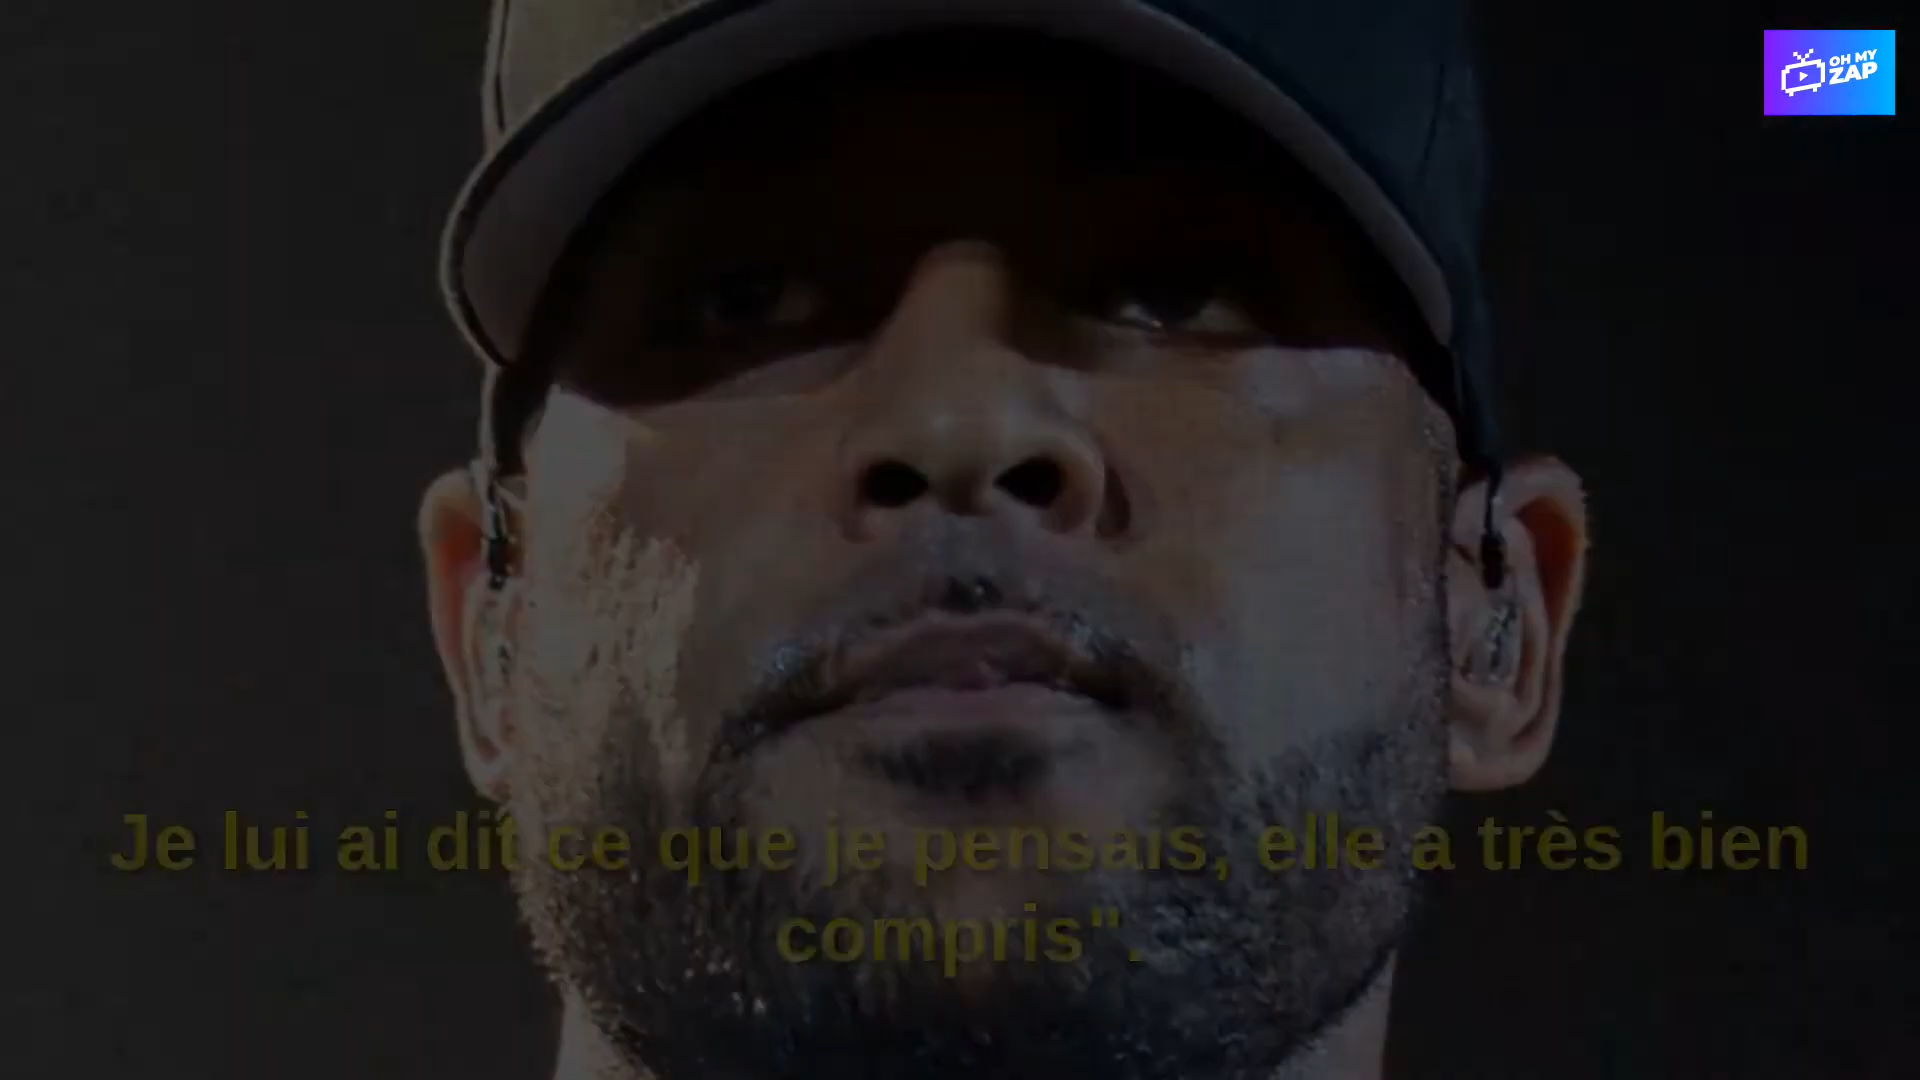 OH MY
ZAP
Je lui ai dit ce que je pensais, elle a très bien
compris".